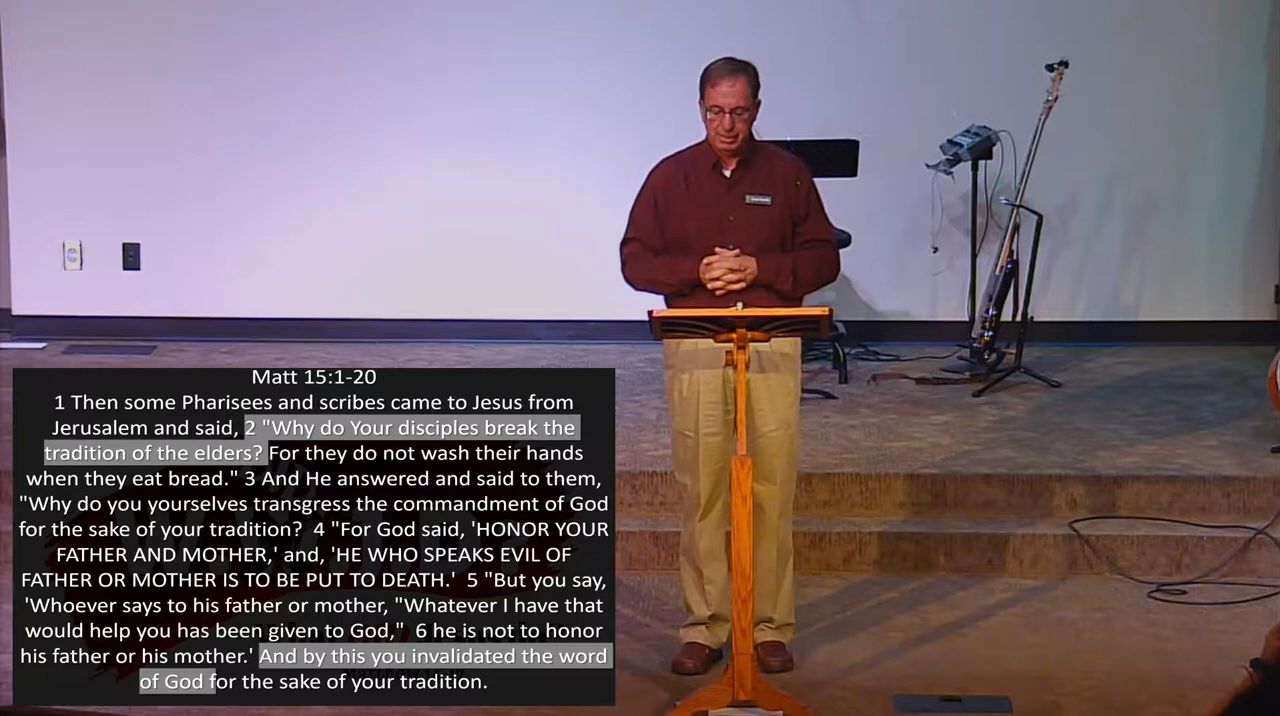 Matt 15:1-20
1 Then some Pharisees and scribes came to Jesus from
Jerusalem and said, 2 "Why do Your disciples break the
tradition of the elders? For they do not wash their hands
when they eat bread." 3 And He answered and said to them,
"Why do you yourselves transgress the commandment of God
for the sake of your tradition? 4 "For God said, 'HONOR YOUR
FATHER AND MOTHER,' and, 'HE WHO SPEAKS EVIL OF
FATHER OR MOTHER IS TO BE PUT TO DEATH.' 5 "But you say,
'Whoever says to his father or mother, "Whatever I have that
would help you has been given to God," 6 he is not to honor
his father or his mother.' And by this you invalidated the word
of God for the sake of your tradition.